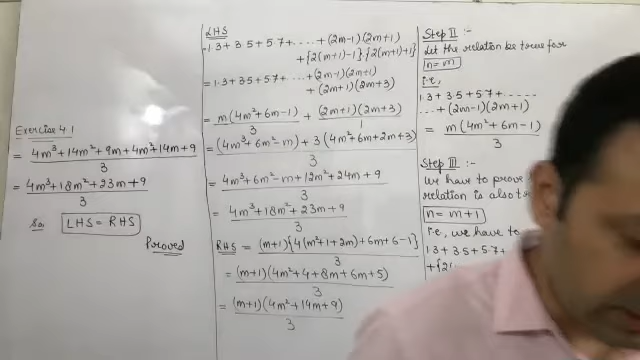 Exercise 4.1
= 4m³+14m²+9m+4m²+14m+9 / 3
= 4m³+18m²+23m+9 / 3
So, LHS = RHS
Proved
LHS
1.3+3.5+5.7+.....+(2m-1)(2m+1)
+{2(m+1)-1}{2(m+1)+1}
= 1.3+3.5+5.7+...+(2m-1)(2m+1)
+(2m+1)(2m+3)
= m(4m²+6m-1) / 3 + (2m+1)(2m+3) / 1
= (4m³+6m²-m)+3(4m²+8m+3) / 3
= 4m³+6m²-m+12m²+24m+9 / 3
= 4m³+18m²+23m+9 / 3
RHS = (m+1){4(m²+1+2m)+6m+6-1} / 3
= (m+1)(4m²+4+8m+6m+5) / 3
= (m+1)(4m²+14m+9) / 3
Step II :-
Let the relation be true for
n=m
i.e,
1.3+3.5+5.7+.....
...+(2m-1)(2m+1)
= m(4m²+6m-1) / 3
Step III :-
We have to prove
relation is also
n=m+1
i.e, we have to
1.3+3.5+5.7+
+{2(